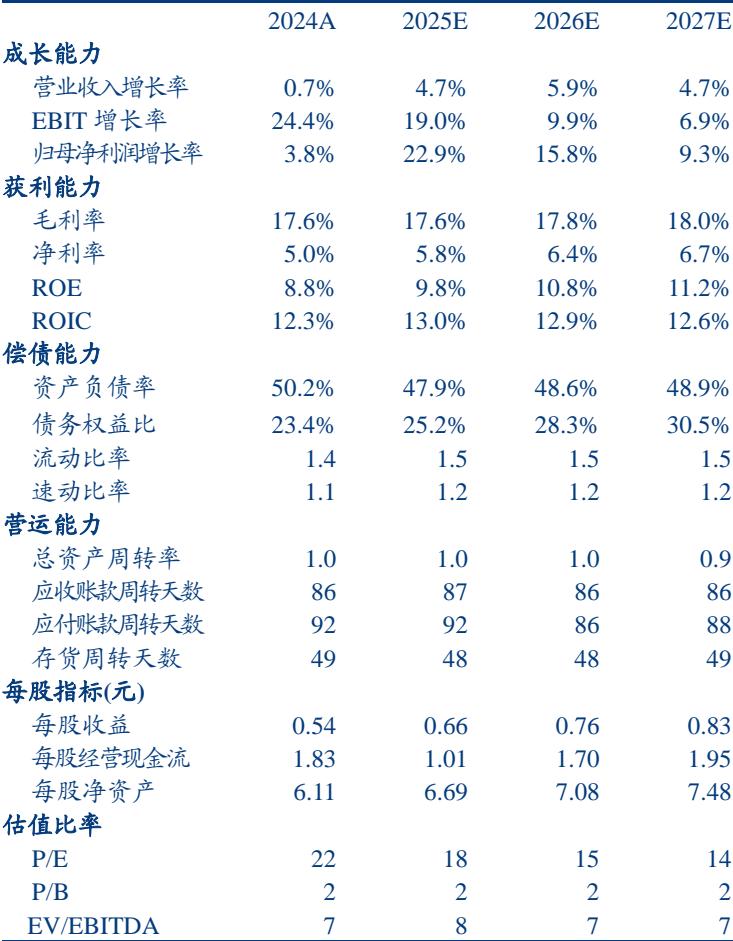 2024A 2025E 2026E 2027E
成长能力
营业收入增长率 0.7% 4.7% 5.9% 4.7%
EBIT 增长率 24.4% 19.0% 9.9% 6.9%
归母净利润增长率 3.8% 22.9% 15.8% 9.3%
获利能力
毛利率 17.6% 17.6% 17.8% 18.0%
净利率 5.0% 5.8% 6.4% 6.7%
ROE 8.8% 9.8% 10.8% 11.2%
ROIC 12.3% 13.0% 12.9% 12.6%
偿债能力
资产负债率 50.2% 47.9% 48.6% 48.9%
债务权益比 23.4% 25.2% 28.3% 30.5%
流动比率 1.4 1.5 1.5 1.5
速动比率 1.1 1.2 1.2 1.2
营运能力
总资产周转率 1.0 1.0 1.0 0.9
应收账款周转天数 86 87 86 86
应付账款周转天数 92 92 86 88
存货周转天数 49 48 48 49
每股指标(元)
每股收益 0.54 0.66 0.76 0.83
每股经营现金流 1.83 1.01 1.70 1.95
每股净资产 6.11 6.69 7.08 7.48
估值比率
P/E 22 18 15 14
P/B 2 2 2 2
EV/EBITDA 7 8 7 7